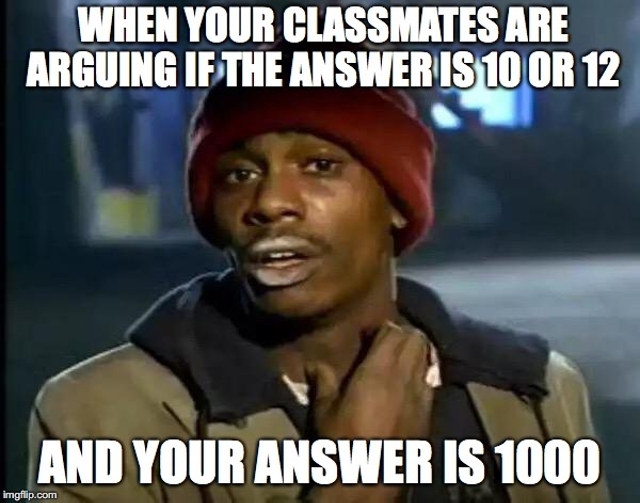 WHEN YOUR CLASSMATES ARE
ARGUING IF THE ANSWER IS 10 OR 12
AND YOUR ANSWER IS 1000
imgflip.com